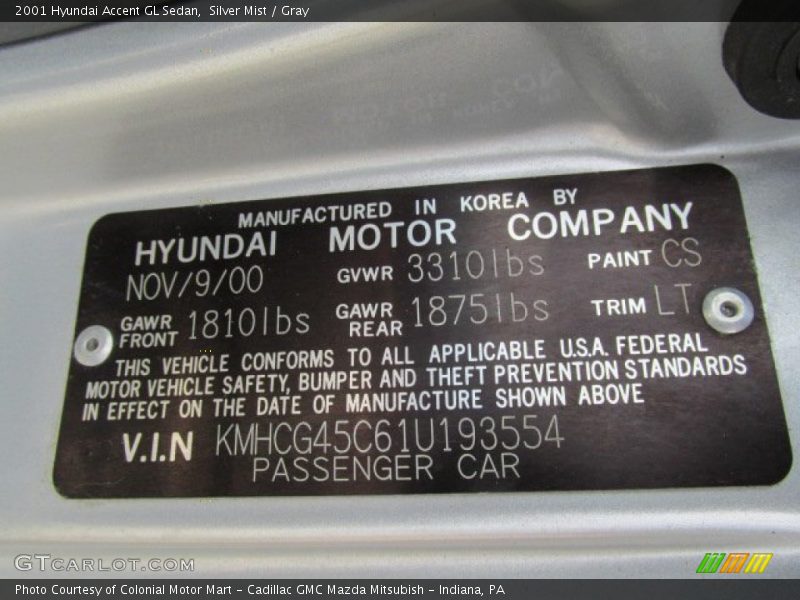 2001 Hyundai Accent GL Sedan,  Silver Mist / Gray
MANUFACTURED IN KOREA BY
HYUNDAI MOTOR COMPANY
NOV/9/00 GVWR 3310lbs PAINT CS
GAWR FRONT 1810lbs GAWR REAR 1875lbs TRIM LT
THIS VEHICLE CONFORMS TO ALL APPLICABLE U.S.A. FEDERAL
MOTOR VEHICLE SAFETY, BUMPER AND THEFT PREVENTION STANDARDS
IN EFFECT ON THE DATE OF MANUFACTURE SHOWN ABOVE
V.I.N KMHCG45C61U193554
PASSENGER CAR
GTCARLOT.COM
Photo Courtesy of Colonial Motor Mart - Cadillac GMC Mazda Mitsubish - Indiana, PA